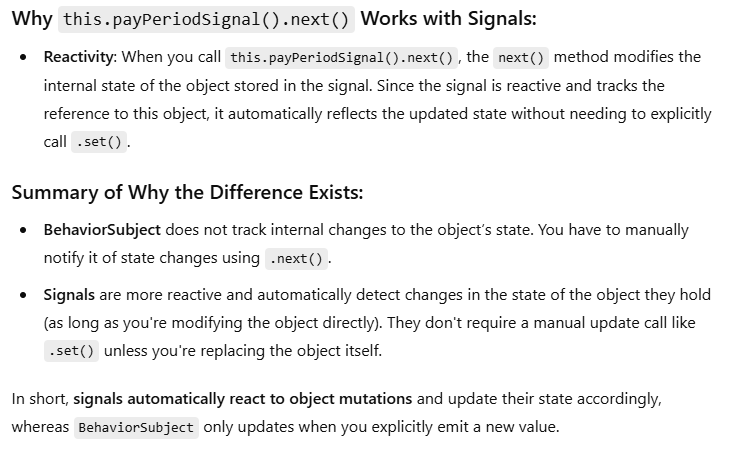 Why this.payPeriodSignal().next() Works with Signals:
• Reactivity: When you call this.payPeriodSignal().next(), the next() method modifies the
internal state of the object stored in the signal. Since the signal is reactive and tracks the
reference to this object, it automatically reflects the updated state without needing to explicitly
call .set().
Summary of Why the Difference Exists:
• BehaviorSubject does not track internal changes to the object's state. You have to manually
notify it of state changes using .next().
• Signals are more reactive and automatically detect changes in the state of the object they hold
(as long as you're modifying the object directly). They don't require a manual update call like
.set() unless you're replacing the object itself.
In short, signals automatically react to object mutations and update their state accordingly,
whereas BehaviorSubject only updates when you explicitly emit a new value.